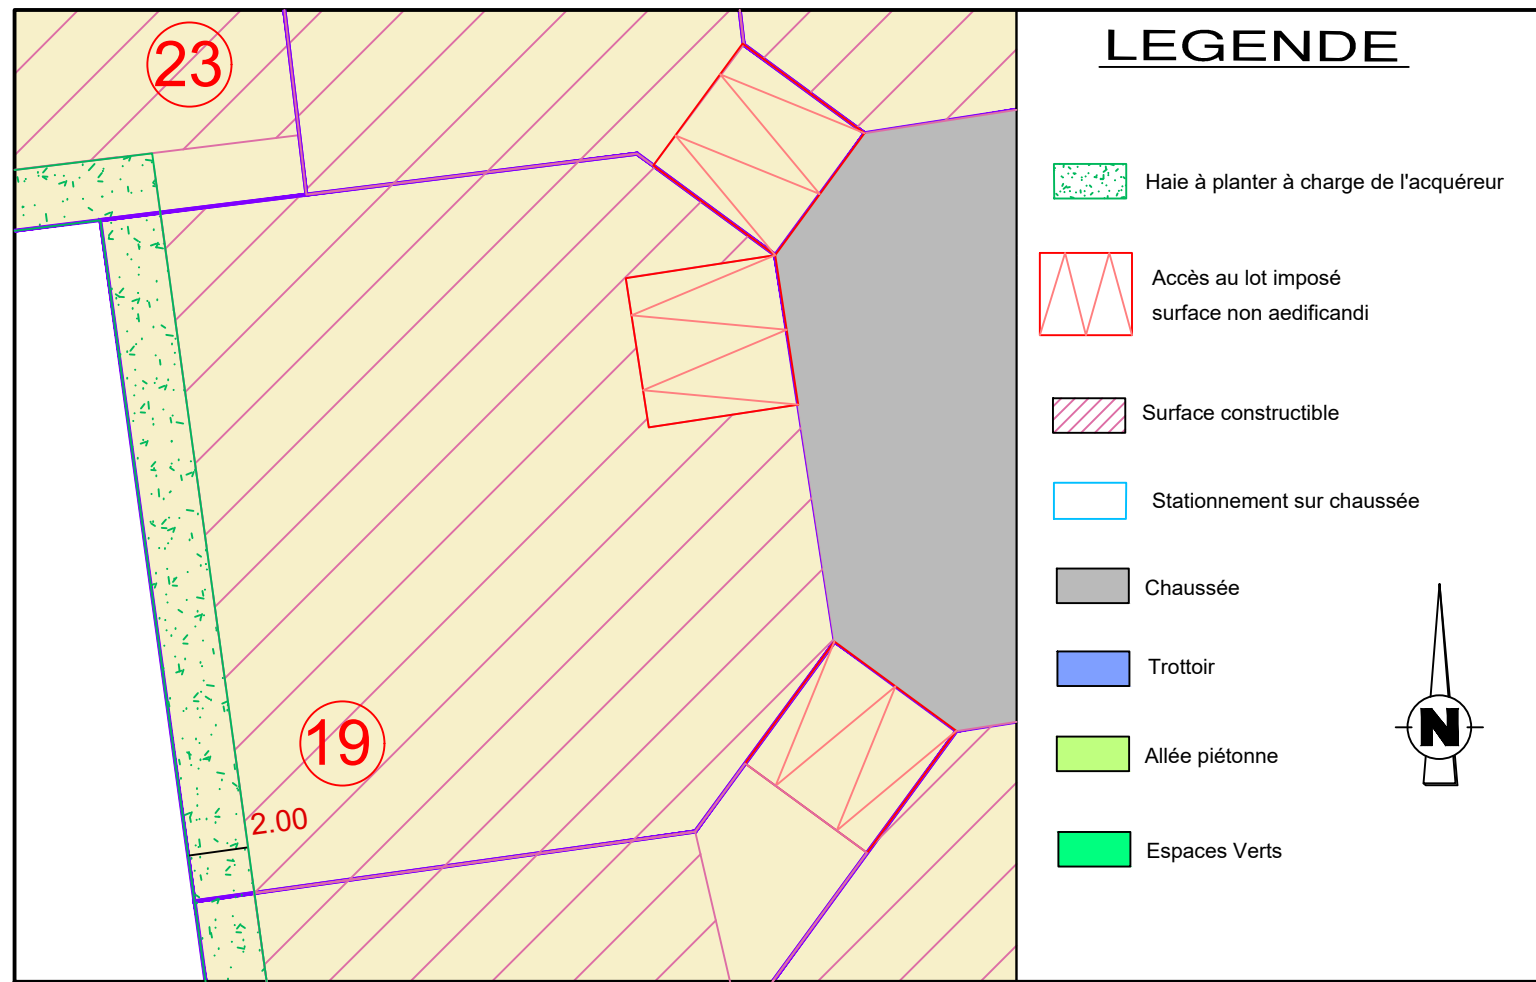 23
19
2.00
LEGENDE
Haie à planter à charge de l'acquéreur
Accès au lot imposé
surface non aedificandi
Surface constructible
Stationnement sur chaussée
Chaussée
Trottoir
Allée piétonne
Espaces Verts
N